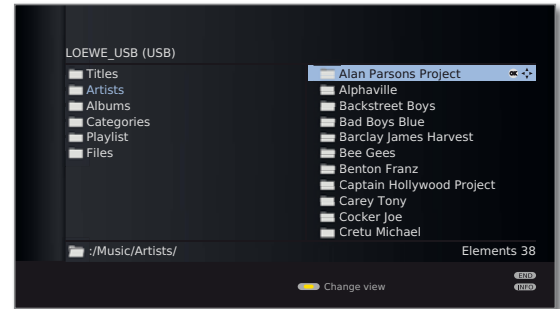 LOEWE_USB (USB)
Titles
Artists
Albums
Categories
Playlist
Files
Alan Parsons Project OK
Alphaville
Backstreet Boys
Bad Boys Blue
Barclay James Harvest
Bee Gees
Benton Franz
Captain Hollywood Project
Carey Tony
Cocker Joe
Cretu Michael
:/Music/Artists/
Elements 38
END
Change view
INFO